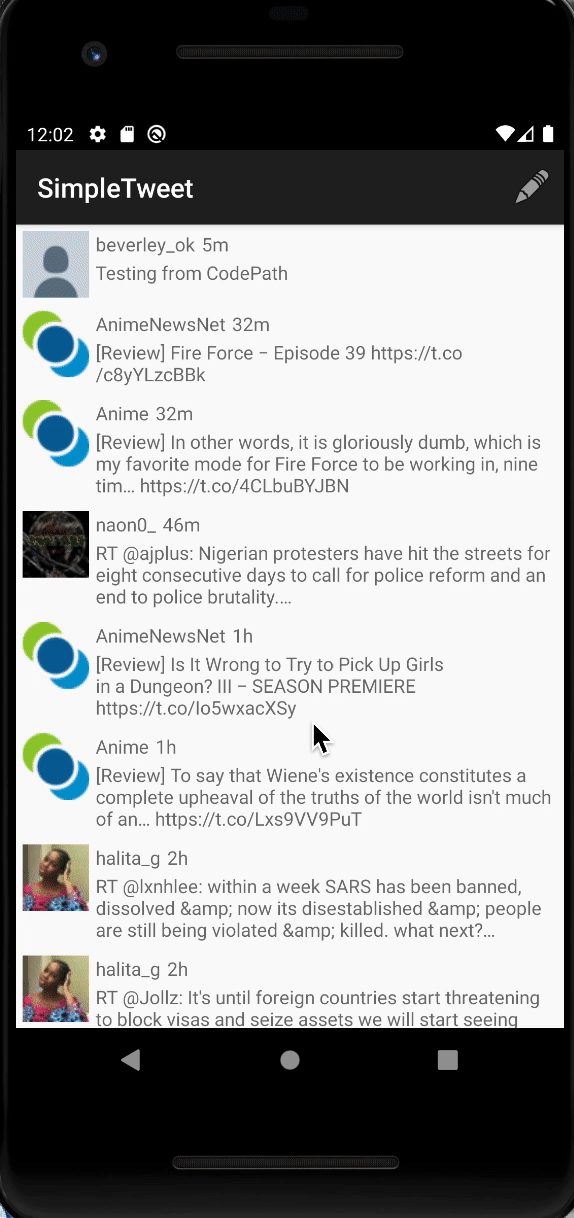 12:02
SimpleTweet
beverley_ok 5m
Testing from CodePath
AnimeNewsNet 32m
[Review] Fire Force – Episode 39 https://t.co
/c8yYLzcBBk
Anime 32m
[Review] In other words, it is gloriously dumb, which is
my favorite mode for Fire Force to be working in, nine
tim… https://t.co/4CLbuBYJBN
naon0_ 46m
RT @ajplus: Nigerian protesters have hit the streets for
eight consecutive days to call for police reform and an
end to police brutality.…
AnimeNewsNet 1h
[Review] Is It Wrong to Try to Pick Up Girls
in a Dungeon? III – SEASON PREMIERE
https://t.co/Io5wxacXSy
Anime 1h
[Review] To say that Wiene's existence constitutes a
complete upheaval of the truths of the world isn't much
of an… https://t.co/Lxs9VV9PuT
halita_g 2h
RT @lxnhlee: within a week SARS has been banned,
dissolved &amp; now its disestablished &amp; people
are still being violated &amp; killed. what next?…
halita_g 2h
RT @Jollz: It's until foreign countries start threatening
to block visas and seize assets we will start seeing